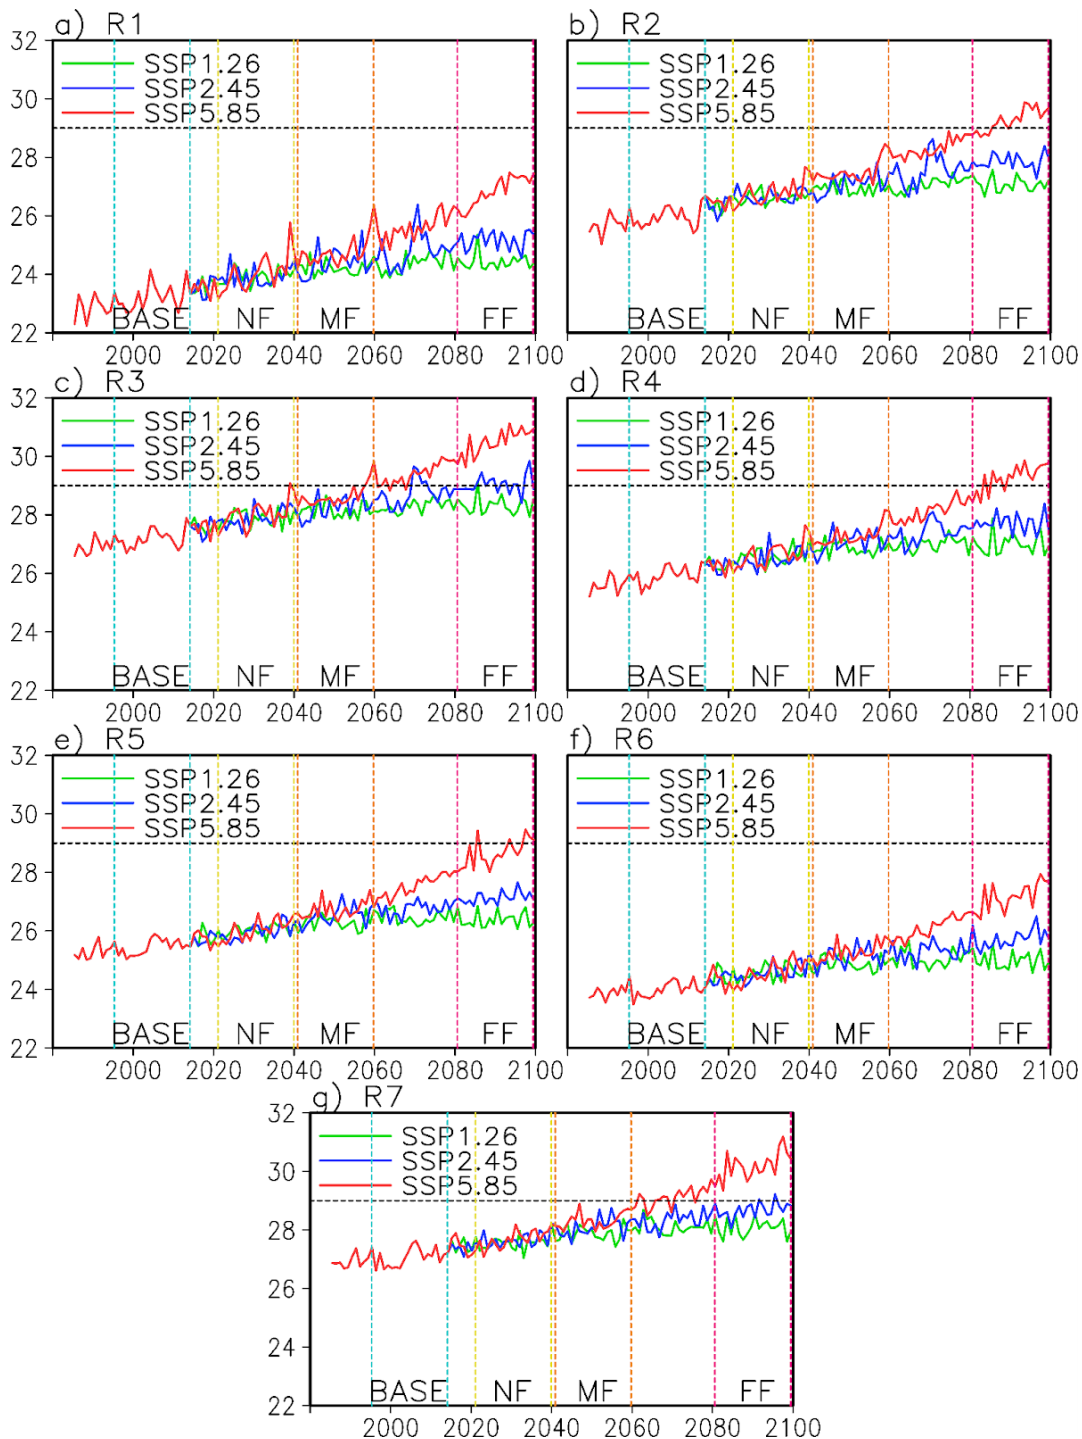 a) R1
32
30
28
26
24
22
SSP1.26
SSP2.45
SSP5.85
BASE NF MF FF
2000 2020 2040 2060 2080 2100
b) R2
SSP1.26
SSP2.45
SSP5.85
BASE NF MF FF
2000 2020 2040 2060 2080 2100
c) R3
32
30
28
26
24
22
SSP1.26
SSP2.45
SSP5.85
BASE NF MF FF
2000 2020 2040 2060 2080 2100
d) R4
SSP1.26
SSP2.45
SSP5.85
BASE NF MF FF
2000 2020 2040 2060 2080 2100
e) R5
32
30
28
26
24
22
SSP1.26
SSP2.45
SSP5.85
BASE NF MF FF
2000 2020 2040 2060 2080 2100
f) R6
SSP1.26
SSP2.45
SSP5.85
BASE NF MF FF
2000 2020 2040 2060 2080 2100
g) R7
32
30
28
26
24
22
SSP1.26
SSP2.45
SSP5.85
BASE NF MF FF
2000 2020 2040 2060 2080 2100